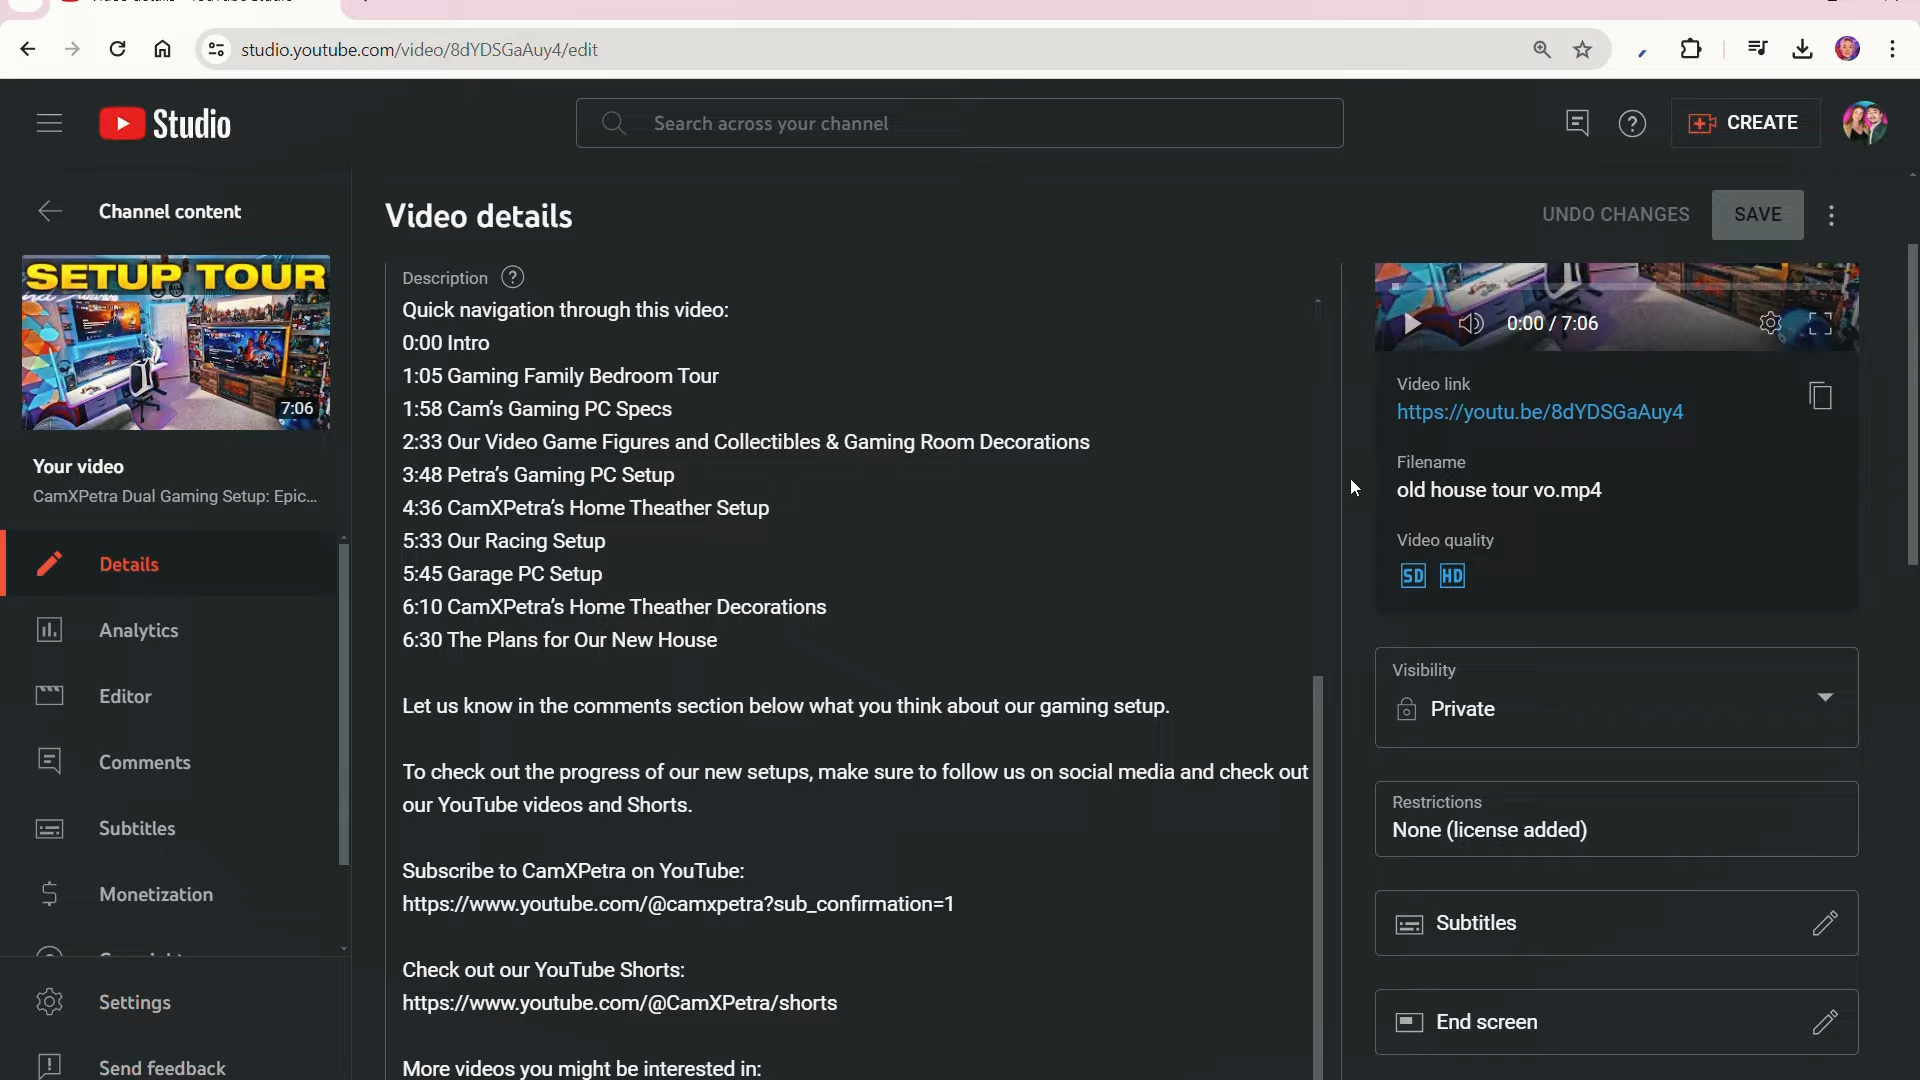 studio.youtube.com/video/8dYDSGaAuy4/edit
Studio
Search across your channel
CREATE
Channel content
SETUP TOUR
7:06
Your video
CamXPetra Dual Gaming Setup: Epic...
Details
Analytics
Editor
Comments
Subtitles
Monetization
Settings
Send feedback
Video details
UNDO CHANGES
SAVE
Description
Quick navigation through this video:
0:00 Intro
1:05 Gaming Family Bedroom Tour
1:58 Cam’s Gaming PC Specs
2:33 Our Video Game Figures and Collectibles & Gaming Room Decorations
3:48 Petra’s Gaming PC Setup
4:36 CamXPetra’s Home Theather Setup
5:33 Our Racing Setup
5:45 Garage PC Setup
6:10 CamXPetra’s Home Theather Decorations
6:30 The Plans for Our New House
Let us know in the comments section below what you think about our gaming setup.
To check out the progress of our new setups, make sure to follow us on social media and check out
our YouTube videos and Shorts.
Subscribe to CamXPetra on YouTube:
https://www.youtube.com/@camxpetra?sub_confirmation=1
Check out our YouTube Shorts:
https://www.youtube.com/@CamXPetra/shorts
More videos you might be interested in:
0:00 / 7:06
Video link
https://youtu.be/8dYDSGaAuy4
Filename
old house tour vo.mp4
Video quality
SD HD
Visibility
Private
Restrictions
None (license added)
Subtitles
End screen